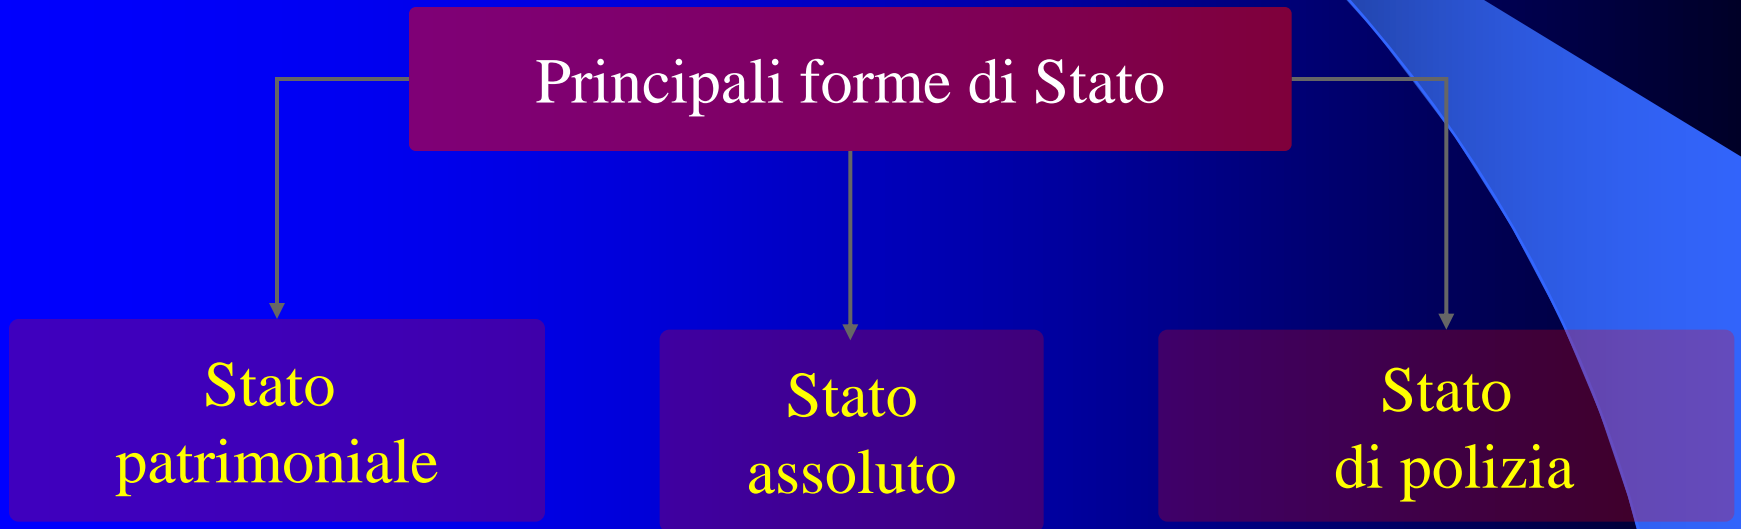 Principali forme di Stato
Stato
patrimoniale
Stato
assoluto
Stato
di polizia